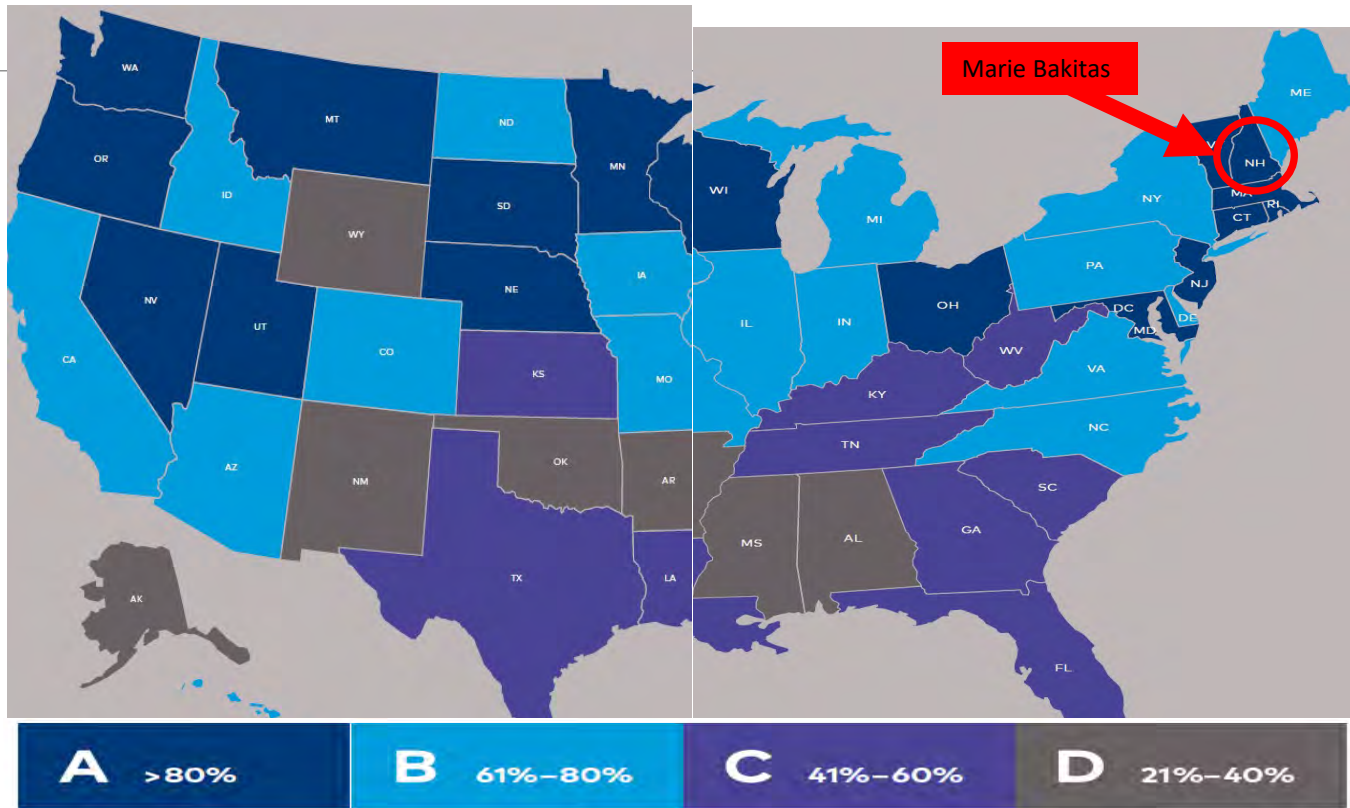 Marie Bakitas
WA
MT
ND
MN
OR
ID
SD
WY
NE
IA
NV
UT
CO
CA
KS
MO
AZ
NM
OK
AR
TX
LA
AK
WI
MI
ME
V
NH
NY
MA
RI
CT
PA
NJ
OH
IL
IN
DC
MD
DE
WV
VA
KY
NC
TN
SC
MS
AL
GA
FL
A >80%
B 61%–80%
C 41%–60%
D 21%–40%